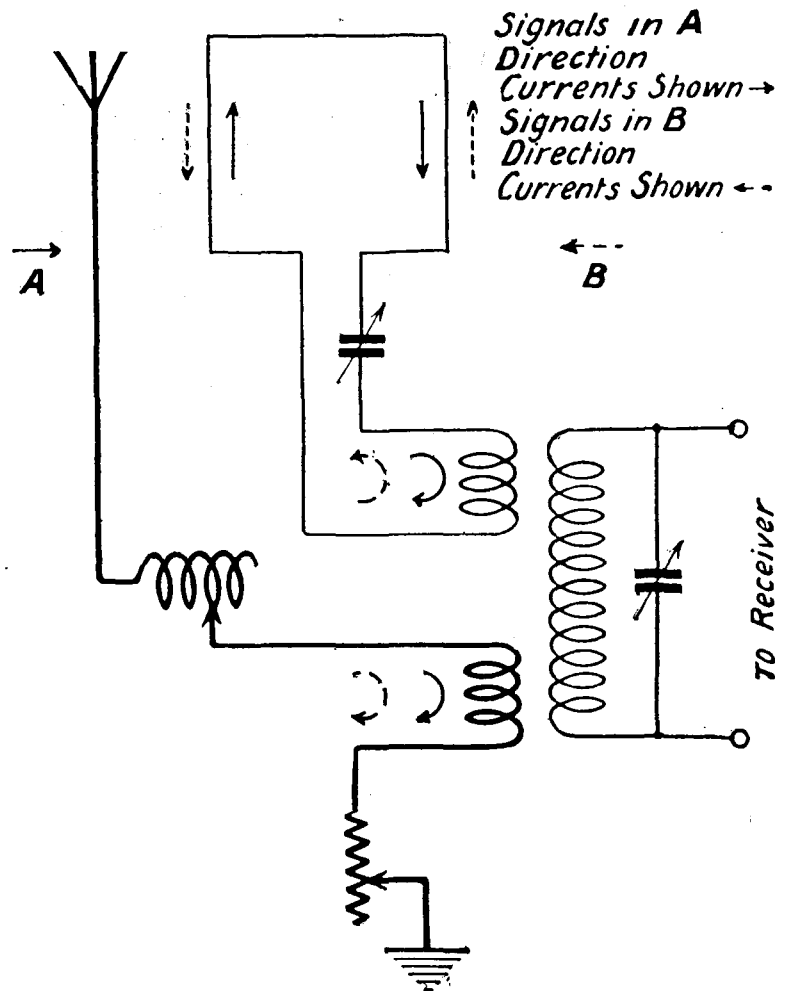 Signals in A
Direction
Currents Shown →
Signals in B
Direction
Currents Shown ←--
A
B
TO Receiver